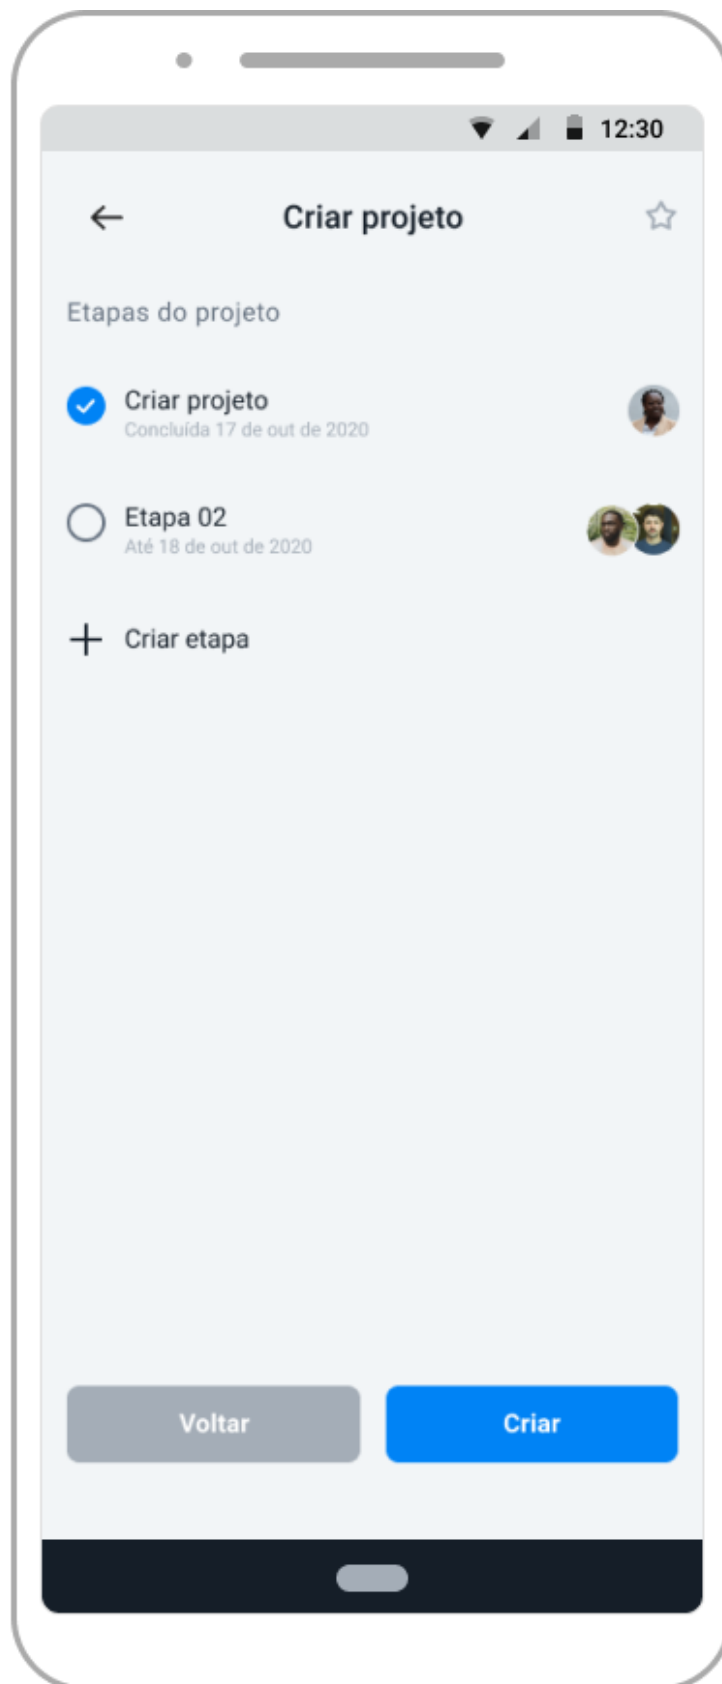 12:30
Criar projeto
Etapas do projeto
Criar projeto
Concluída 17 de out de 2020
Etapa 02
Até 18 de out de 2020
Criar etapa
Voltar
Criar